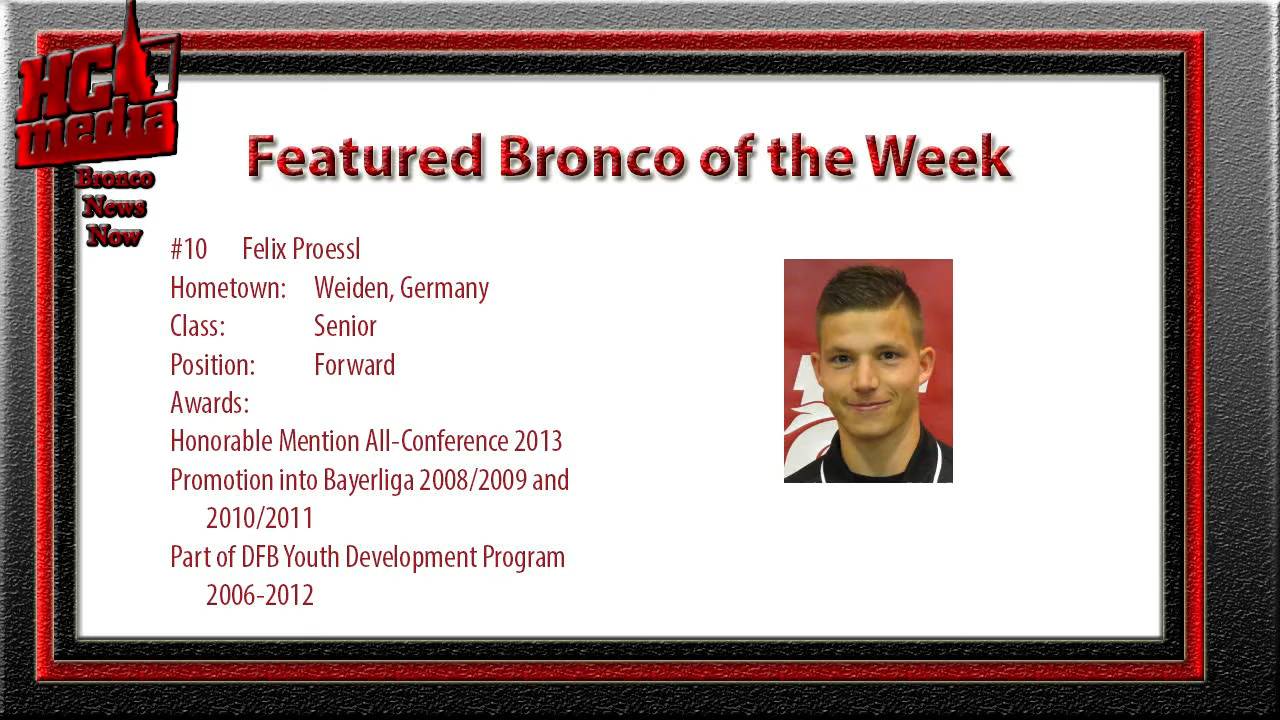 HC
media
Bronco
News
Now
Featured Bronco of the Week
#10 Felix Proessl
Hometown: Weiden, Germany
Class: Senior
Position: Forward
Awards:
Honorable Mention All-Conference 2013
Promotion into Bayerliga 2008/2009 and
2010/2011
Part of DFB Youth Development Program
2006-2012